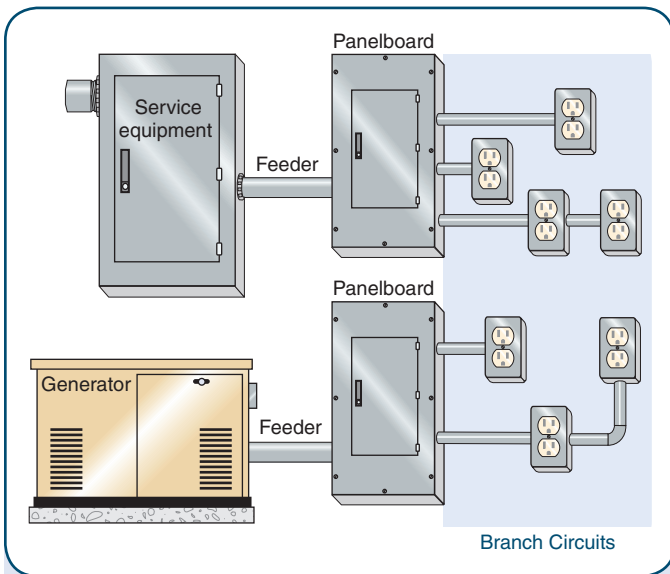 Panelboard
Service
equipment
Feeder
Panelboard
Generator
Feeder
Branch Circuits